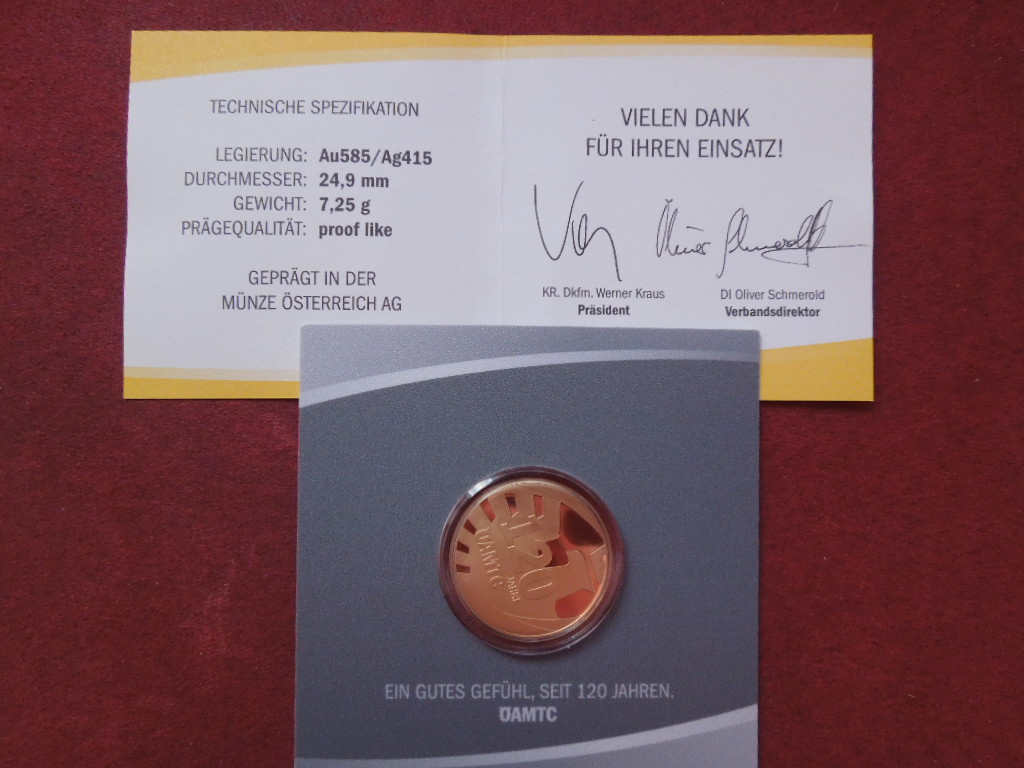 TECHNISCHE SPEZIFIKATION
LEGIERUNG: Au585/Ag415
DURCHMESSER: 24,9 mm
GEWICHT: 7,25 g
PRÄGEQUALITÄT: proof like
GEPRÄGT IN DER
MÜNZE ÖSTERREICH AG
VIELEN DANK
FÜR IHREN EINSATZ!
KR. Dkfm. Werner Kraus
Präsident
DI Oliver Schmerold
Verbandsdirektor
120
JAHRE
ÖAMTC
EIN GUTES GEFÜHL, SEIT 120 JAHREN.
ÖAMTC